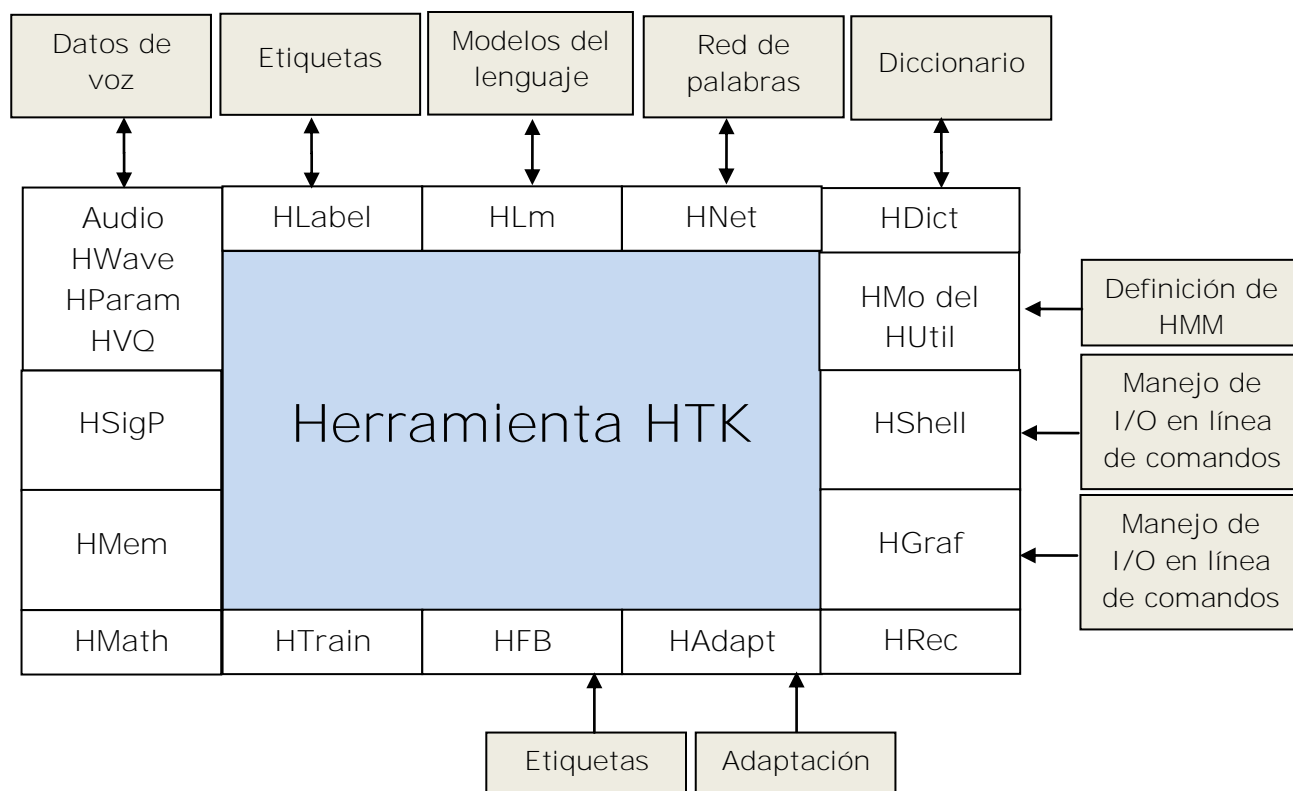 Datos de
voz
Etiquetas
Modelos del
lenguaje
Red de
palabras
Diccionario
Audio
HWave
HParam
HVQ
HLabel
HLm
HNet
HDict
HMo del
HUtil
Definición de
HMM
HSigP
Herramienta HTK
HShell
Manejo de
I/O en línea
de comandos
HMem
HGraf
Manejo de
I/O en línea
de comandos
HMath
HTrain
HFB
HAdapt
HRec
Etiquetas
Adaptación